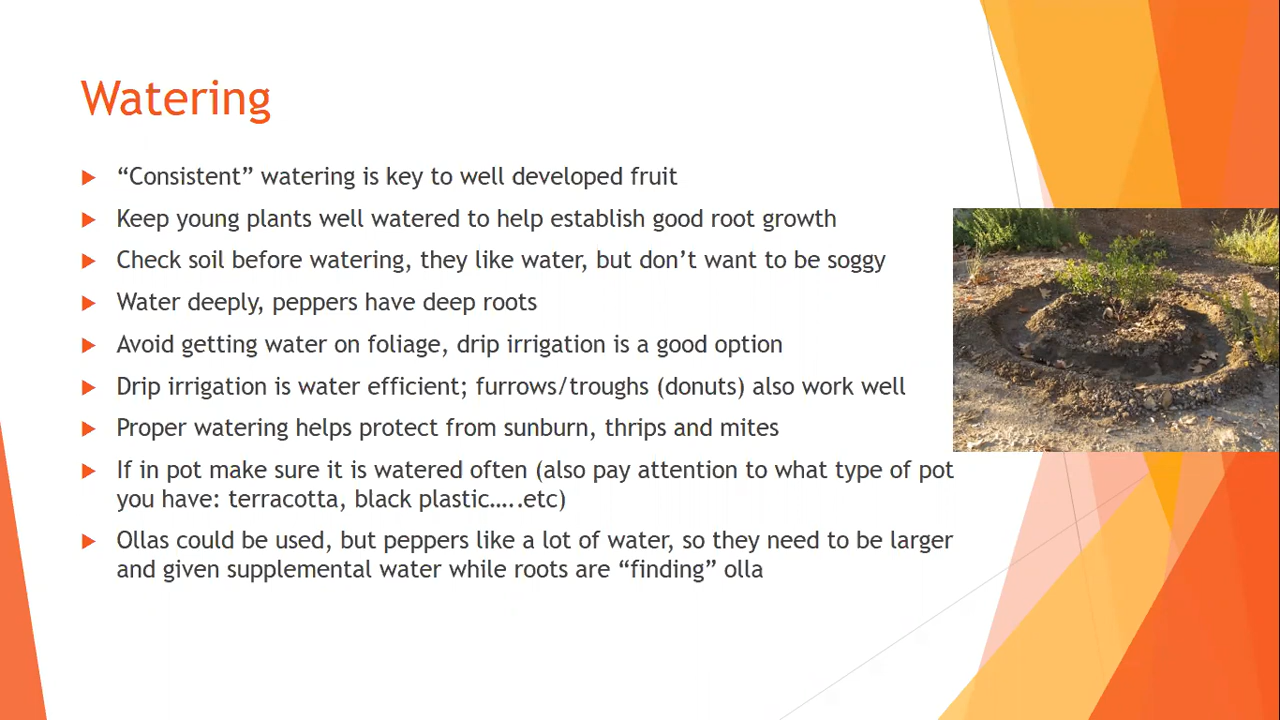 Watering
“Consistent” watering is key to well developed fruit
Keep young plants well watered to help establish good root growth
Check soil before watering, they like water, but don’t want to be soggy
Water deeply, peppers have deep roots
Avoid getting water on foliage, drip irrigation is a good option
Drip irrigation is water efficient; furrows/troughs (donuts) also work well
Proper watering helps protect from sunburn, thrips and mites
If in pot make sure it is watered often (also pay attention to what type of pot
you have: terracotta, black plastic…..etc)
Ollas could be used, but peppers like a lot of water, so they need to be larger
and given supplemental water while roots are “finding” olla